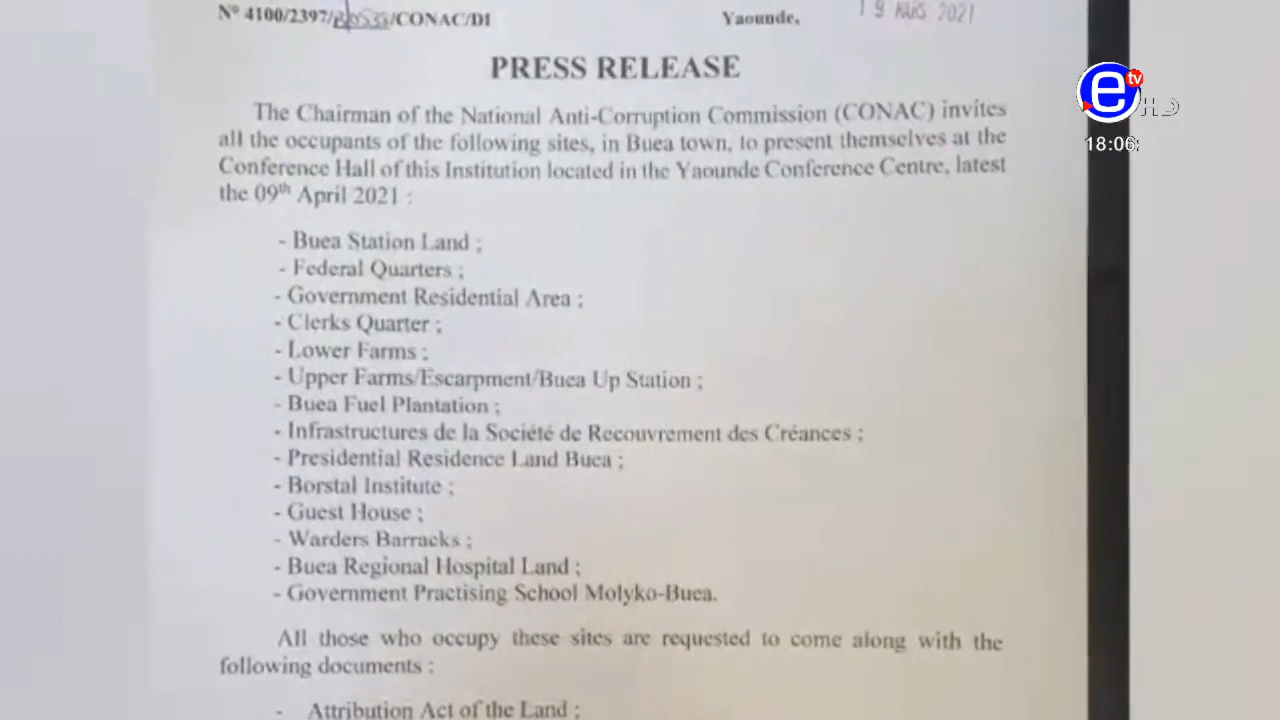 N° 4100/2397/ /CONAC/DI Yaounde, 19 MARS 2021
PRESS RELEASE
The Chairman of the National Anti-Corruption Commission (CONAC) invites
all the occupants of the following sites, in Buea town, to present themselves at the
Conference Hall of this Institution located in the Yaounde Conference Centre, latest
the 09th April 2021 :
- Buea Station Land ;
- Federal Quarters ;
- Government Residential Area ;
- Clerks Quarter ;
- Lower Farms ;
- Upper Farms/Escarpment/Buea Up Station ;
- Buea Fuel Plantation ;
- Infrastructures de la Société de Recouvrement des Créances ;
- Presidential Residence Land Buea ;
- Borstal Institute ;
- Guest House ;
- Warders Barracks ;
- Buea Regional Hospital Land ;
- Government Practising School Molyko-Buea.
All those who occupy these sites are requested to come along with the
following documents :
- Attribution Act of the Land ;
e tv HD
18:06